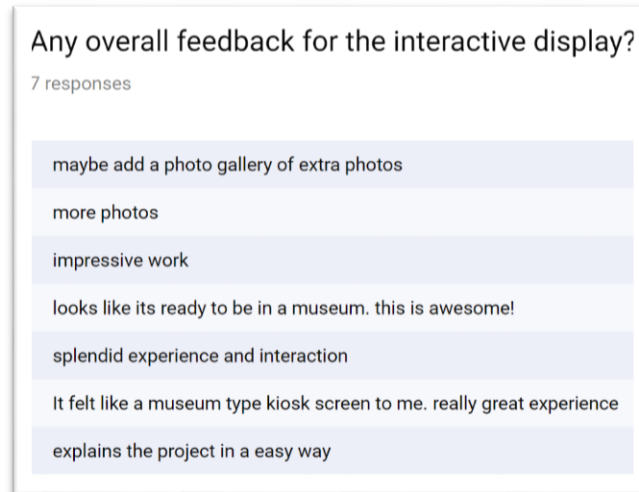 Any overall feedback for the interactive display?
7 responses
maybe add a photo gallery of extra photos
more photos
impressive work
looks like its ready to be in a museum. this is awesome!
splendid experience and interaction
It felt like a museum type kiosk screen to me. really great experience
explains the project in a easy way